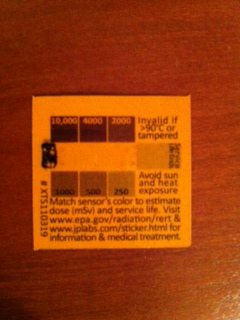 10,000 4000 2000 Invalid if
>90°C or
tampered
Service
Avoid sun
and heat
1000 500 250 exposure
# XTS110319
Match sensor's color to estimate
dose (mSv) and service life. Visit
www.epa.gov/radiation/rert &
www.jplabs.com/sticker.html for
information & medical treatment.